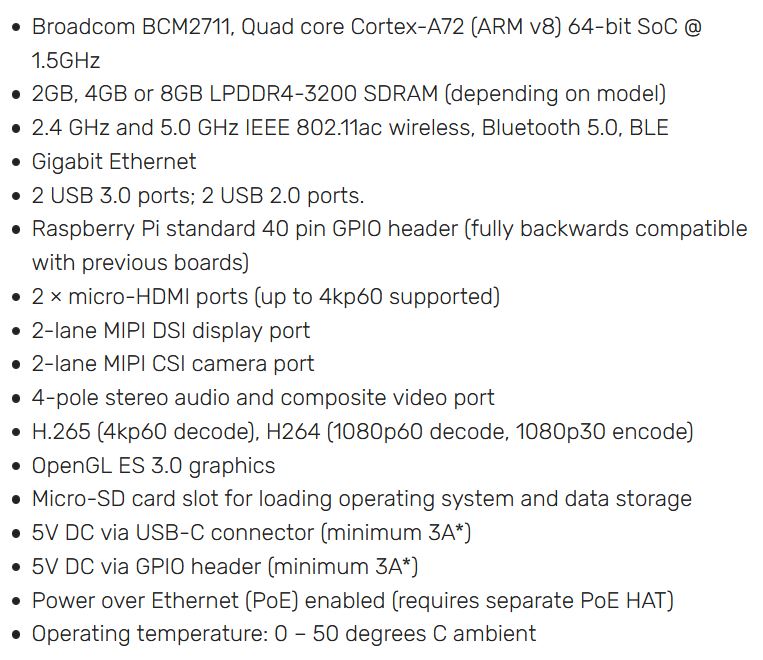 • Broadcom BCM2711, Quad core Cortex-A72 (ARM v8) 64-bit SoC @
1.5GHz
• 2GB, 4GB or 8GB LPDDR4-3200 SDRAM (depending on model)
• 2.4 GHz and 5.0 GHz IEEE 802.11ac wireless, Bluetooth 5.0, BLE
• Gigabit Ethernet
• 2 USB 3.0 ports; 2 USB 2.0 ports.
• Raspberry Pi standard 40 pin GPIO header (fully backwards compatible
with previous boards)
• 2 × micro-HDMI ports (up to 4kp60 supported)
• 2-lane MIPI DSI display port
• 2-lane MIPI CSI camera port
• 4-pole stereo audio and composite video port
• H.265 (4kp60 decode), H264 (1080p60 decode, 1080p30 encode)
• OpenGL ES 3.0 graphics
• Micro-SD card slot for loading operating system and data storage
• 5V DC via USB-C connector (minimum 3A*)
• 5V DC via GPIO header (minimum 3A*)
• Power over Ethernet (PoE) enabled (requires separate PoE HAT)
• Operating temperature: 0 – 50 degrees C ambient